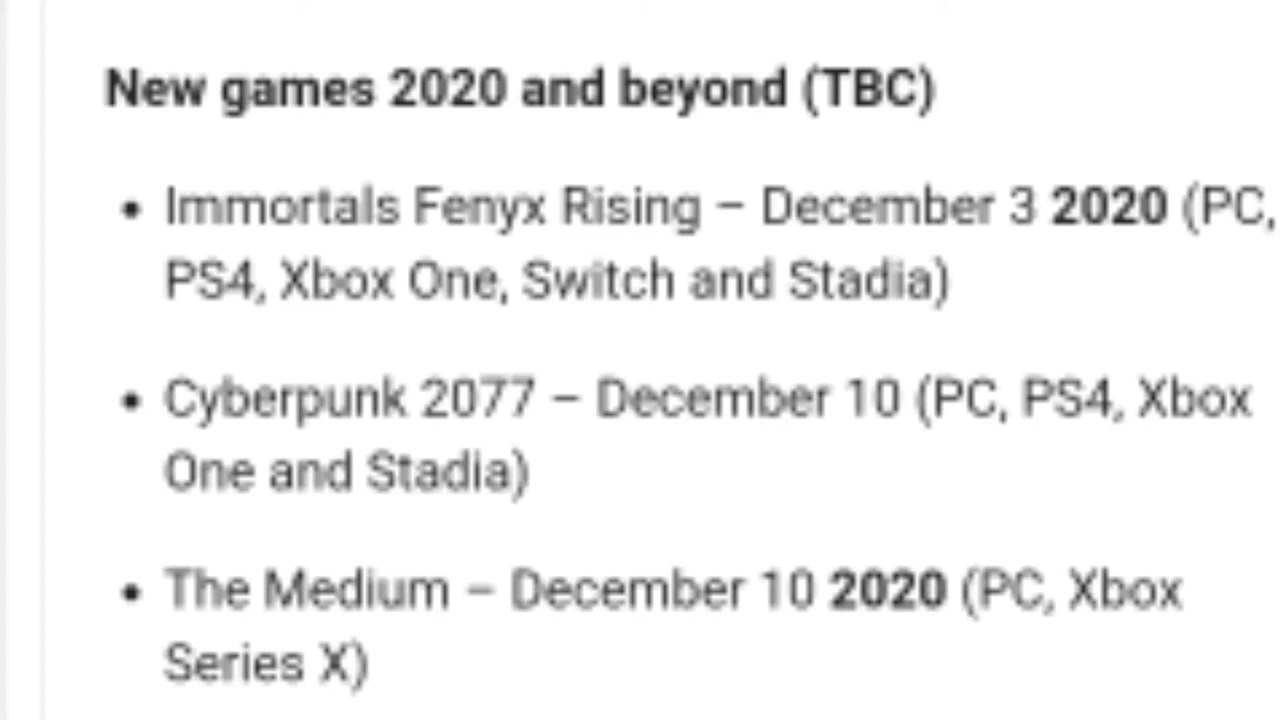 New games 2020 and beyond (TBC)
• Immortals Fenyx Rising – December 3 2020 (PC,
PS4, Xbox One, Switch and Stadia)
• Cyberpunk 2077 – December 10 (PC, PS4, Xbox
One and Stadia)
• The Medium – December 10 2020 (PC, Xbox
Series X)